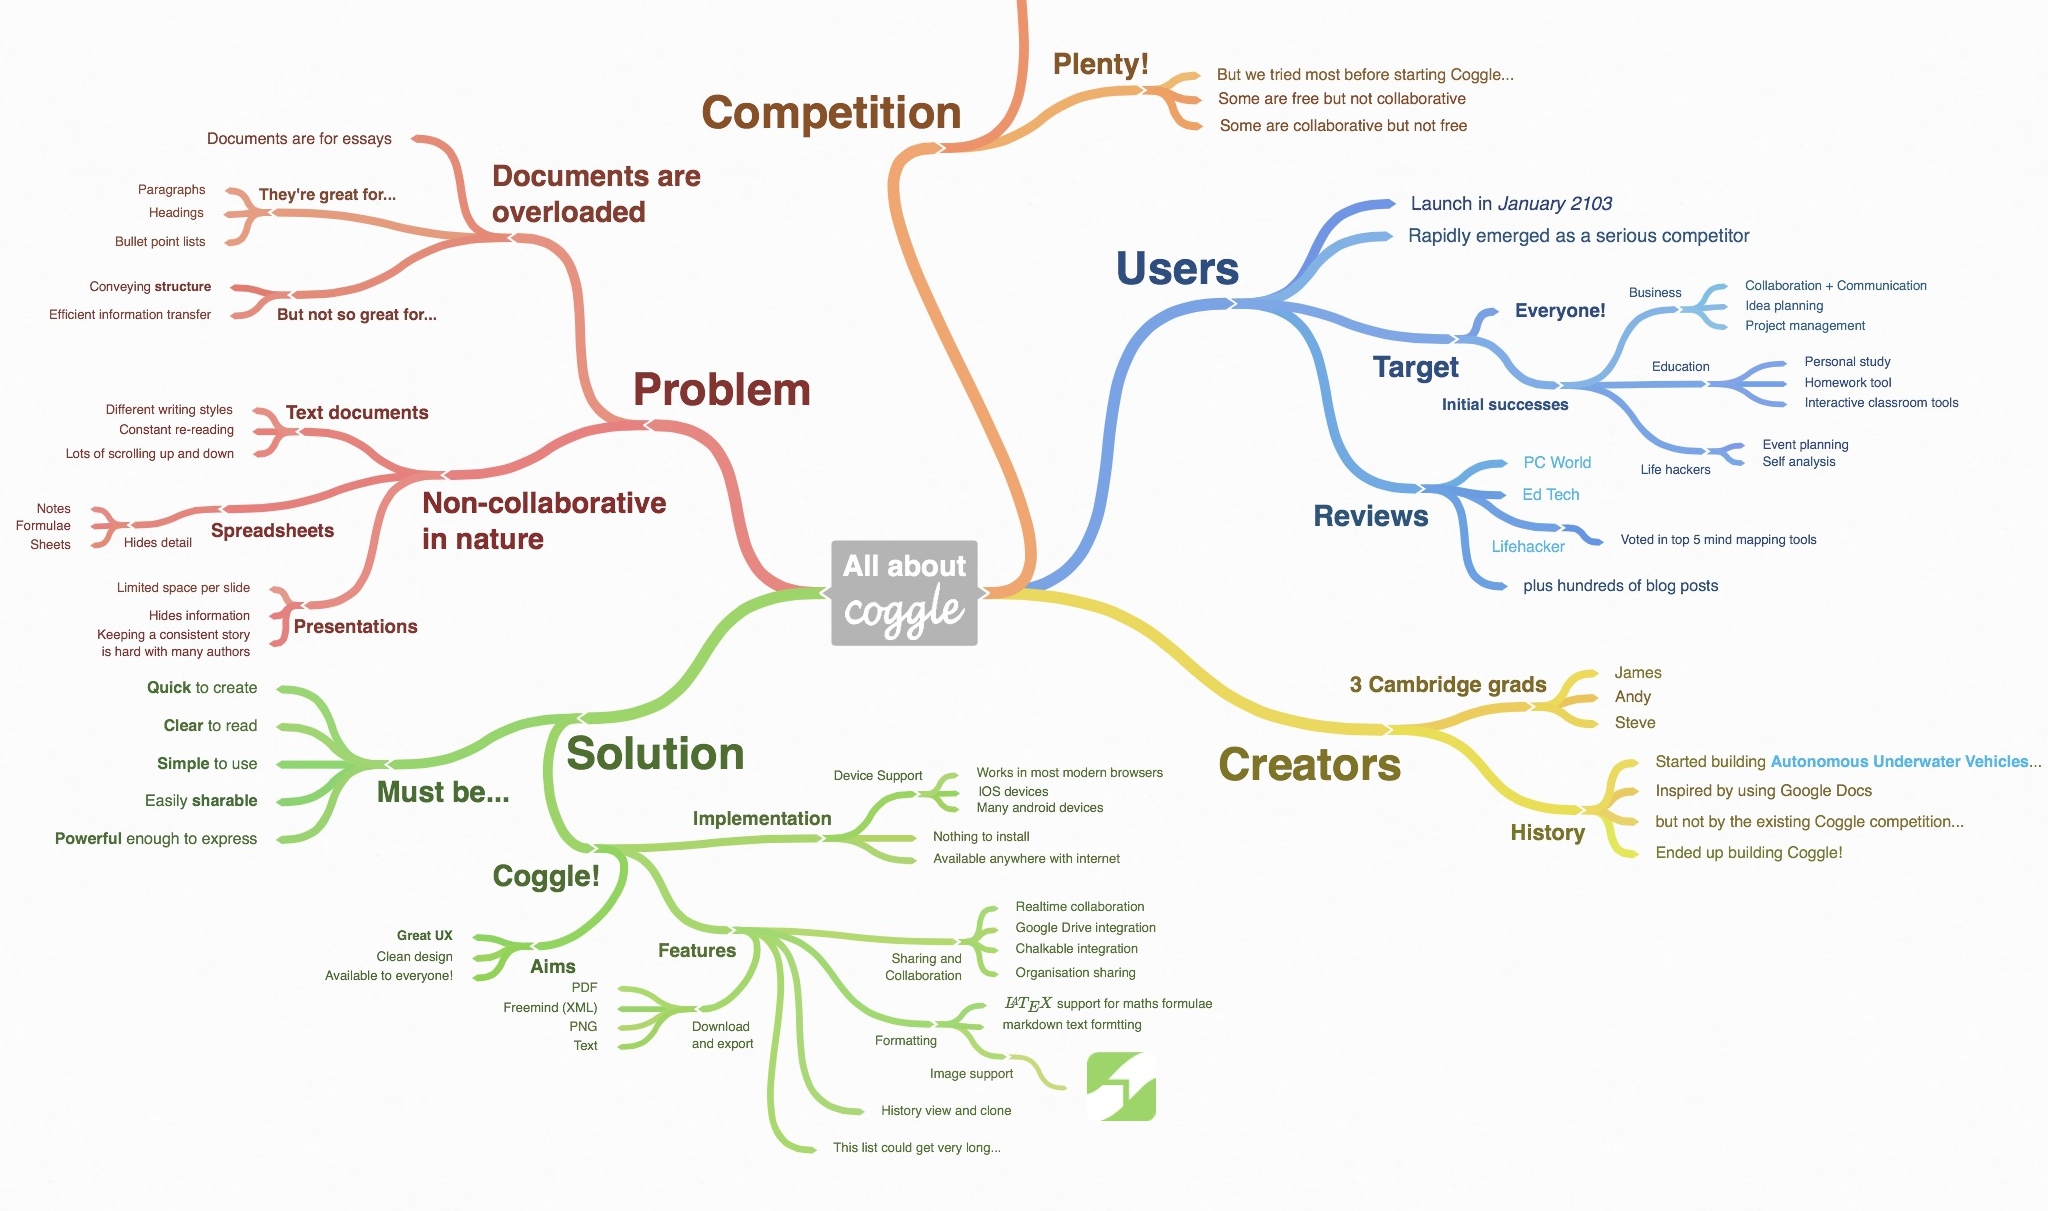 All about
coggle
Competition
Plenty!
But we tried most before starting Coggle...
Some are free but not collaborative
Some are collaborative but not free
Users
Launch in January 2103
Rapidly emerged as a serious competitor
Target
Everyone!
Initial successes
Business
Collaboration + Communication
Idea planning
Project management
Education
Personal study
Homework tool
Interactive classroom tools
Life hackers
Event planning
Self analysis
Reviews
PC World
Ed Tech
Lifehacker
Voted in top 5 mind mapping tools
plus hundreds of blog posts
Creators
3 Cambridge grads
James
Andy
Steve
History
Started building Autonomous Underwater Vehicles...
Inspired by using Google Docs
but not by the existing Coggle competition...
Ended up building Coggle!
Problem
Documents are
overloaded
Documents are for essays
They're great for...
Paragraphs
Headings
Bullet point lists
But not so great for...
Conveying structure
Efficient information transfer
Non-collaborative
in nature
Text documents
Different writing styles
Constant re-reading
Lots of scrolling up and down
Spreadsheets
Hides detail
Notes
Formulae
Sheets
Presentations
Limited space per slide
Hides information
Keeping a consistent story
is hard with many authors
Solution
Must be...
Quick to create
Clear to read
Simple to use
Easily sharable
Powerful enough to express
Coggle!
Implementation
Device Support
Works in most modern browsers
IOS devices
Many android devices
Nothing to install
Available anywhere with internet
Aims
Great UX
Clean design
Available to everyone!
Features
Sharing and
Collaboration
Realtime collaboration
Google Drive integration
Chalkable integration
Organisation sharing
Formatting
LATEX support for maths formulae
markdown text formtting
Image support
Download
and export
PDF
Freemind (XML)
PNG
Text
History view and clone
This list could get very long...